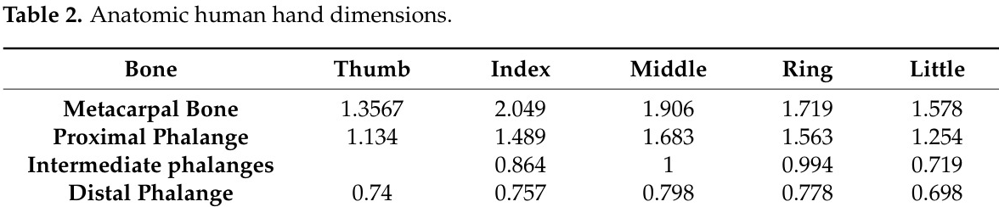 Table 2. Anatomic human hand dimensions.
Bone Thumb Index Middle Ring Little
Metacarpal Bone 1.3567 2.049 1.906 1.719 1.578
Proximal Phalange 1.134 1.489 1.683 1.563 1.254
Intermediate phalanges 0.864 1 0.994 0.719
Distal Phalange 0.74 0.757 0.798 0.778 0.698